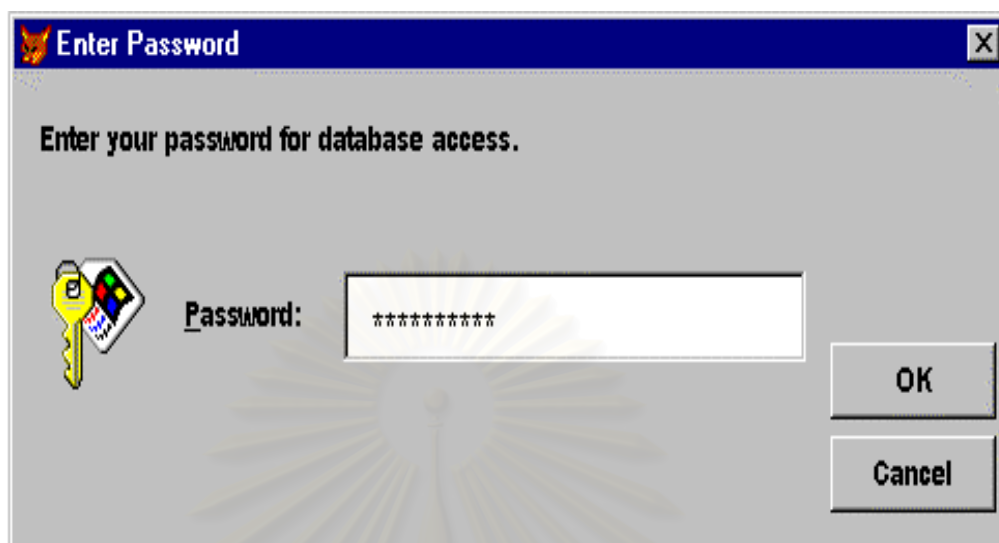 Enter Password
Enter your password for database access.
Password: **********
OK
Cancel